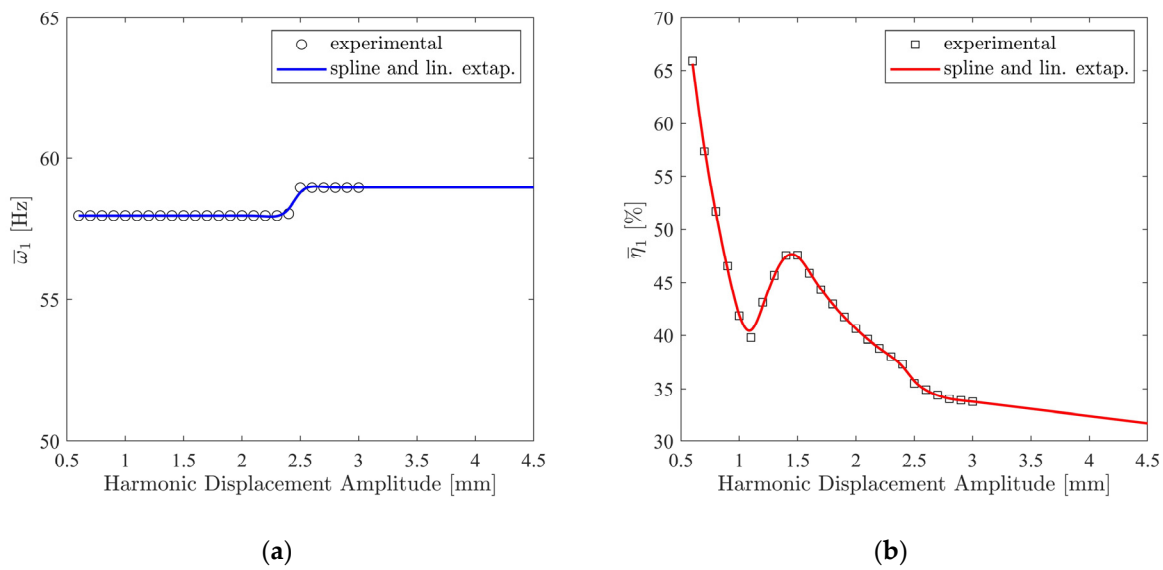 65
60
55
50
0.5 1 1.5 2 2.5 3 3.5 4 4.5
ω̅₁ [Hz]
Harmonic Displacement Amplitude [mm]
experimental
spline and lin. extap.
(a)
70
65
60
55
50
45
40
35
30
0.5 1 1.5 2 2.5 3 3.5 4 4.5
η̅₁ [%]
Harmonic Displacement Amplitude [mm]
experimental
spline and lin. extap.
(b)